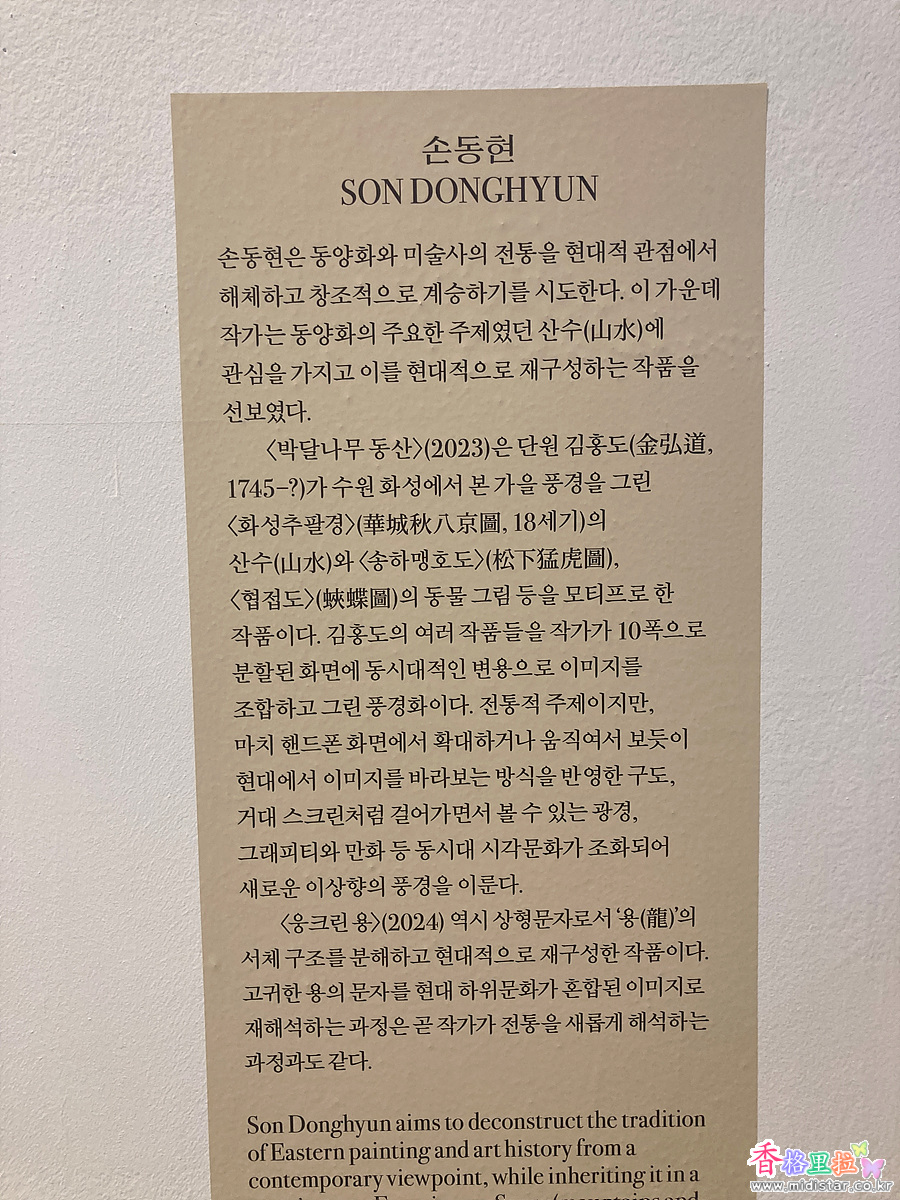 손동현
SON DONGHYUN
손동현은 동양화와 미술사의 전통을 현대적 관점에서
해체하고 창조적으로 계승하기를 시도한다. 이 가운데
작가는 동양화의 주요한 주제였던 산수(山水)에
관심을 가지고 이를 현대적으로 재구성하는 작품을
선보였다.
〈박달나무 동산〉(2023)은 단원 김홍도(金弘道,
1745–?)가 수원 화성에서 본 가을 풍경을 그린
〈화성추팔경〉(華城秋八京圖, 18세기)의
산수(山水)와 〈송하맹호도〉(松下猛虎圖),
〈협접도〉(蛺蝶圖)의 동물 그림 등을 모티프로 한
작품이다. 김홍도의 여러 작품들을 작가가 10폭으로
분할된 화면에 동시대적인 변용으로 이미지를
조합하고 그린 풍경화이다. 전통적 주제이지만,
마치 핸드폰 화면에서 확대하거나 움직여서 보듯이
현대에서 이미지를 바라보는 방식을 반영한 구도,
거대 스크린처럼 걸어가면서 볼 수 있는 광경,
그래피티와 만화 등 동시대 시각문화가 조화되어
새로운 이상향의 풍경을 이룬다.
〈웅크린 용〉(2024) 역시 상형문자로서 ‘용(龍)’의
서체 구조를 분해하고 현대적으로 재구성한 작품이다.
고귀한 용의 문자를 현대 하위문화가 혼합된 이미지로
재해석하는 과정은 곧 작가가 전통을 새롭게 해석하는
과정과도 같다.
Son Donghyun aims to deconstruct the tradition
of Eastern painting and art history from a
contemporary viewpoint, while inheriting it in a
香格里拉
www.midistar.co.kr